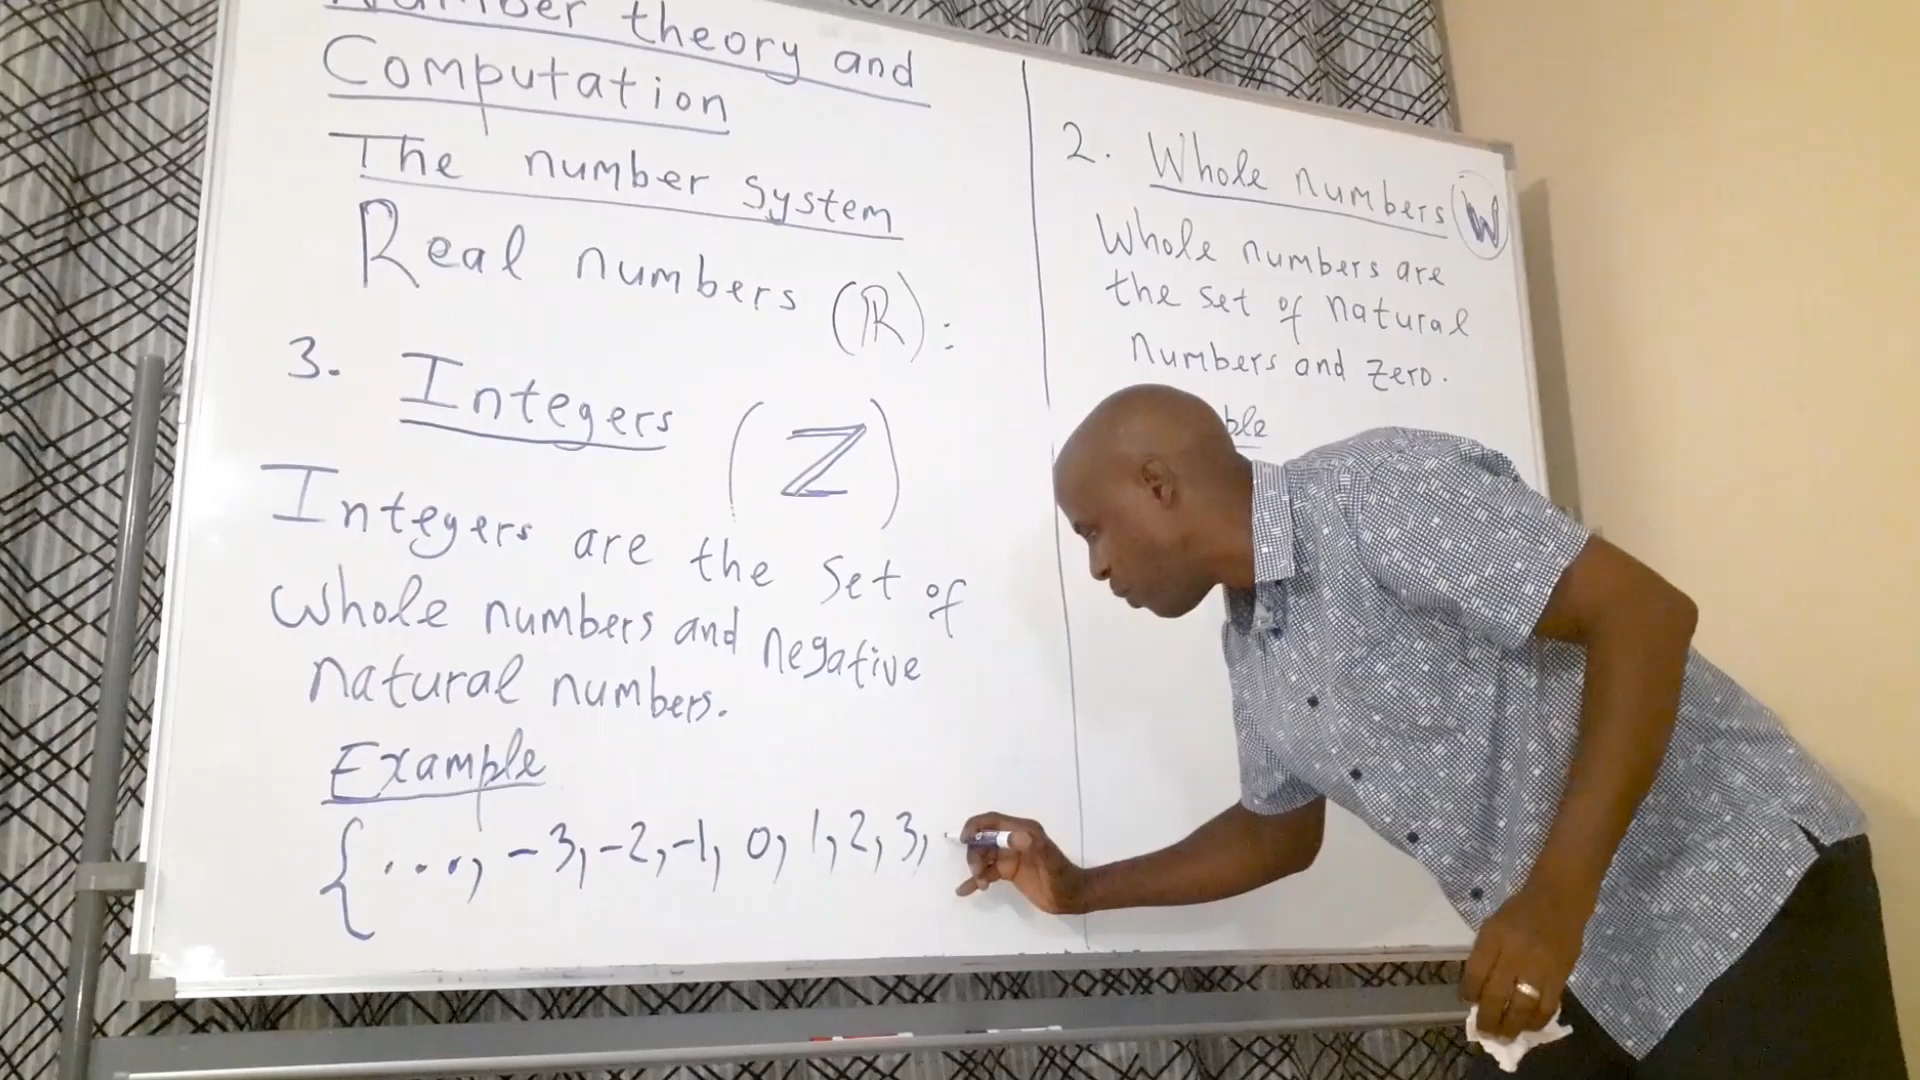 Number theory and
Computation
The number system
Real numbers (ℝ):
3. Integers (ℤ)
Integers are the set of
whole numbers and negative
natural numbers.
Example
{ ..., -3, -2, -1, 0, 1, 2, 3,
2. Whole numbers W
Whole numbers are
the set of natural
numbers and zero.